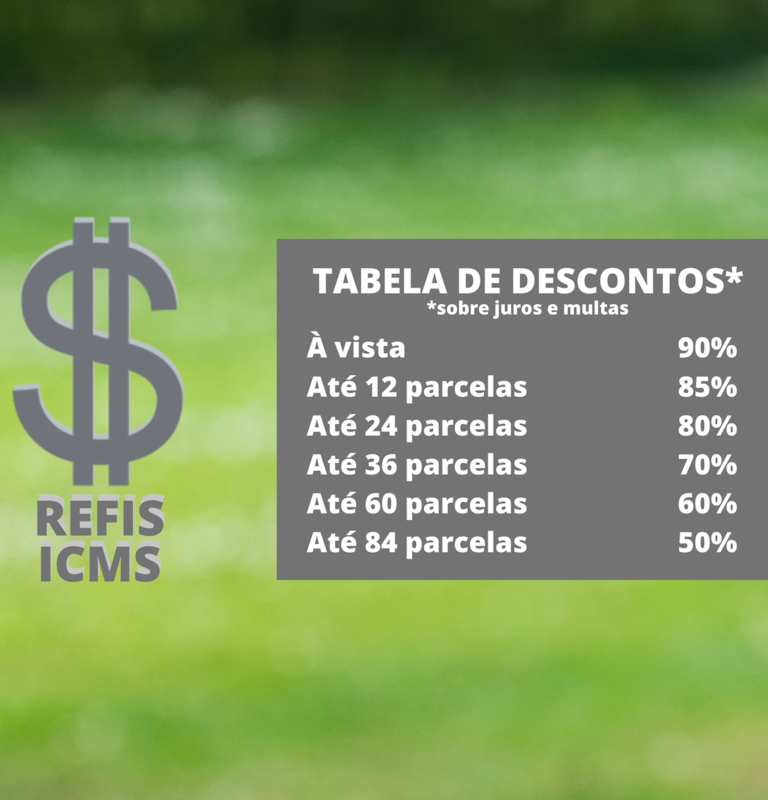 REFIS
ICMS
TABELA DE DESCONTOS*
*sobre juros e multas
À vista 90%
Até 12 parcelas 85%
Até 24 parcelas 80%
Até 36 parcelas 70%
Até 60 parcelas 60%
Até 84 parcelas 50%